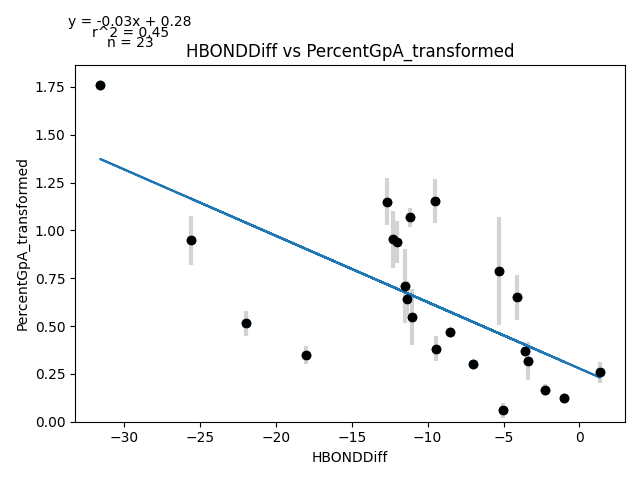 y = -0.03x + 0.28
r^2 = 0.45
n = 23
HBONDDiff vs PercentGpA_transformed
PercentGpA_transformed
1.75
1.50
1.25
1.00
0.75
0.50
0.25
0.00
−30
−25
−20
−15
−10
−5
0
HBONDDiff